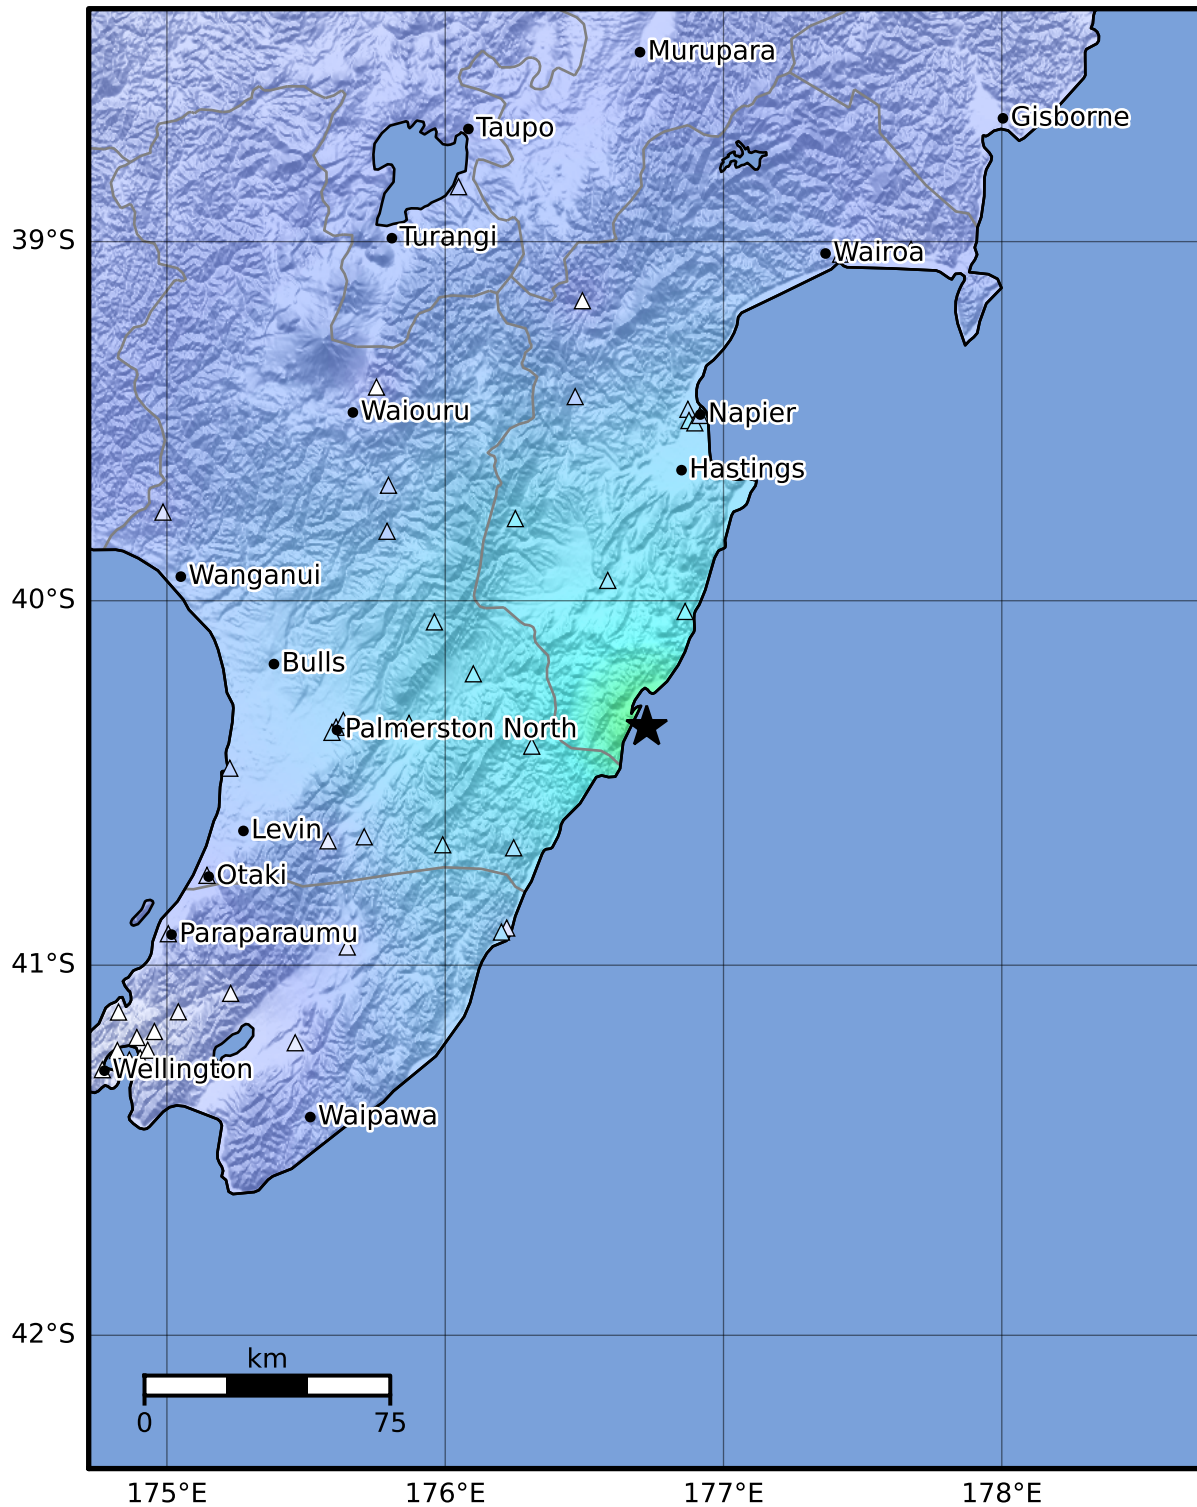 Murupara
Gisborne
Taupo
39°S
Turangi
Wairoa
Waiouru
Napier
Hastings
Wanganui
40°S
Bulls
Palmerston North
Levin
Otaki
Paraparaumu
41°S
Wellington
Waipawa
42°S
km
0 75
175°E 176°E 177°E 178°E